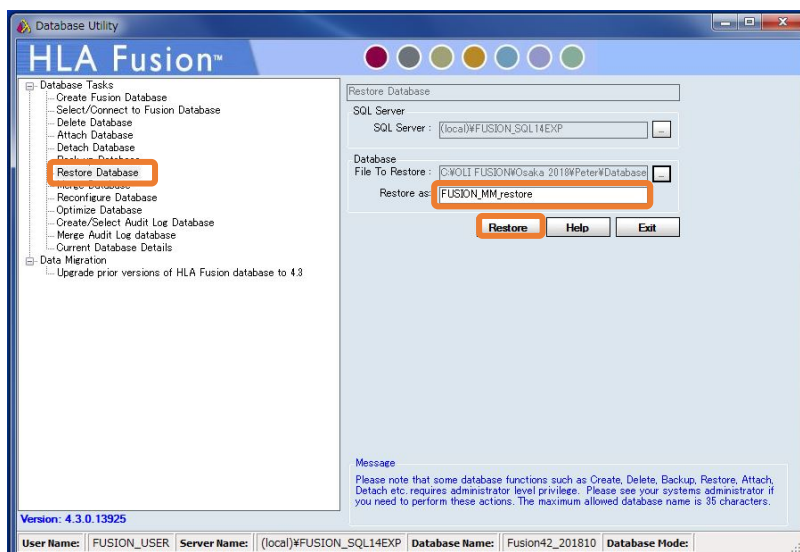 Database Utility
HLA Fusion™
Database Tasks
Create Fusion Database
Select/Connect to Fusion Database
Delete Database
Attach Database
Detach Database
Backup Database
Restore Database
Merge Database
Reconfigure Database
Optimize Database
Create/Select Audit Log Database
Merge Audit Log database
Current Database Details
Data Migration
Upgrade prior versions of HLA Fusion database to 4.3
Version: 4.3.0.13925
Restore Database
SQL Server
SQL Server : (local)¥FUSION_SQL14EXP ...
Database
File To Restore : C:¥OLI FUSION¥Osaka 2018¥Peter¥Database ...
Restore as: FUSION_MM_restore
Restore Help Exit
Message
Please note that some database functions such as Create, Delete, Backup, Restore, Attach,
Detach etc. requires administrator level privilege. Please see your systems administrator if
you need to perform these actions. The maximum allowed database name is 35 characters.
User Name: FUSION_USER Server Name: (local)¥FUSION_SQL14EXP Database Name: Fusion42_201810 Database Mode: